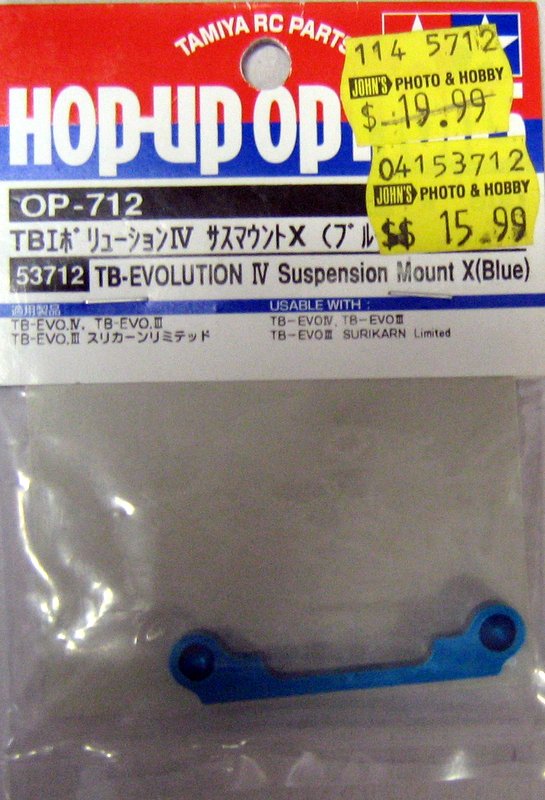 TAMIYA RC PARTS
114 5712
JOHN'S PHOTO & HOBBY
$ 19.99
HOP-UP OP
04153712
JOHN'S PHOTO & HOBBY
$$ 15.99
OP-712
TBエボリューションⅣ サスマウントX (ブル
53712 TB-EVOLUTION Ⅳ Suspension Mount X(Blue)
適用製品
TB-EVO.Ⅳ, TB-EVO.Ⅲ
TB-EVO.Ⅲ スリカーンリミテッド
USABLE WITH :
TB-EVOⅣ, TB-EVOⅢ
TB-EVOⅢ SURIKARN Limited